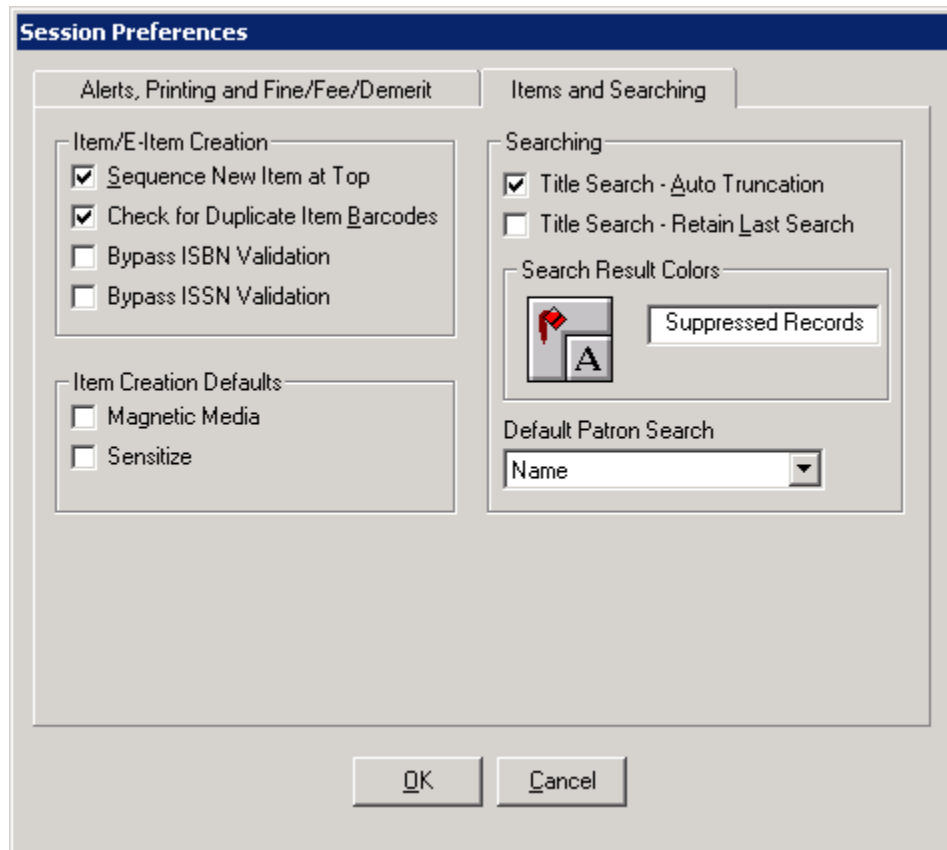 Session Preferences
Alerts, Printing and Fine/Fee/Demerit
Items and Searching
Item/E-Item Creation
Sequence New Item at Top
Check for Duplicate Item Barcodes
Bypass ISBN Validation
Bypass ISSN Validation
Item Creation Defaults
Magnetic Media
Sensitize
Searching
Title Search - Auto Truncation
Title Search - Retain Last Search
Search Result Colors
A
Suppressed Records
Default Patron Search
Name
OK
Cancel